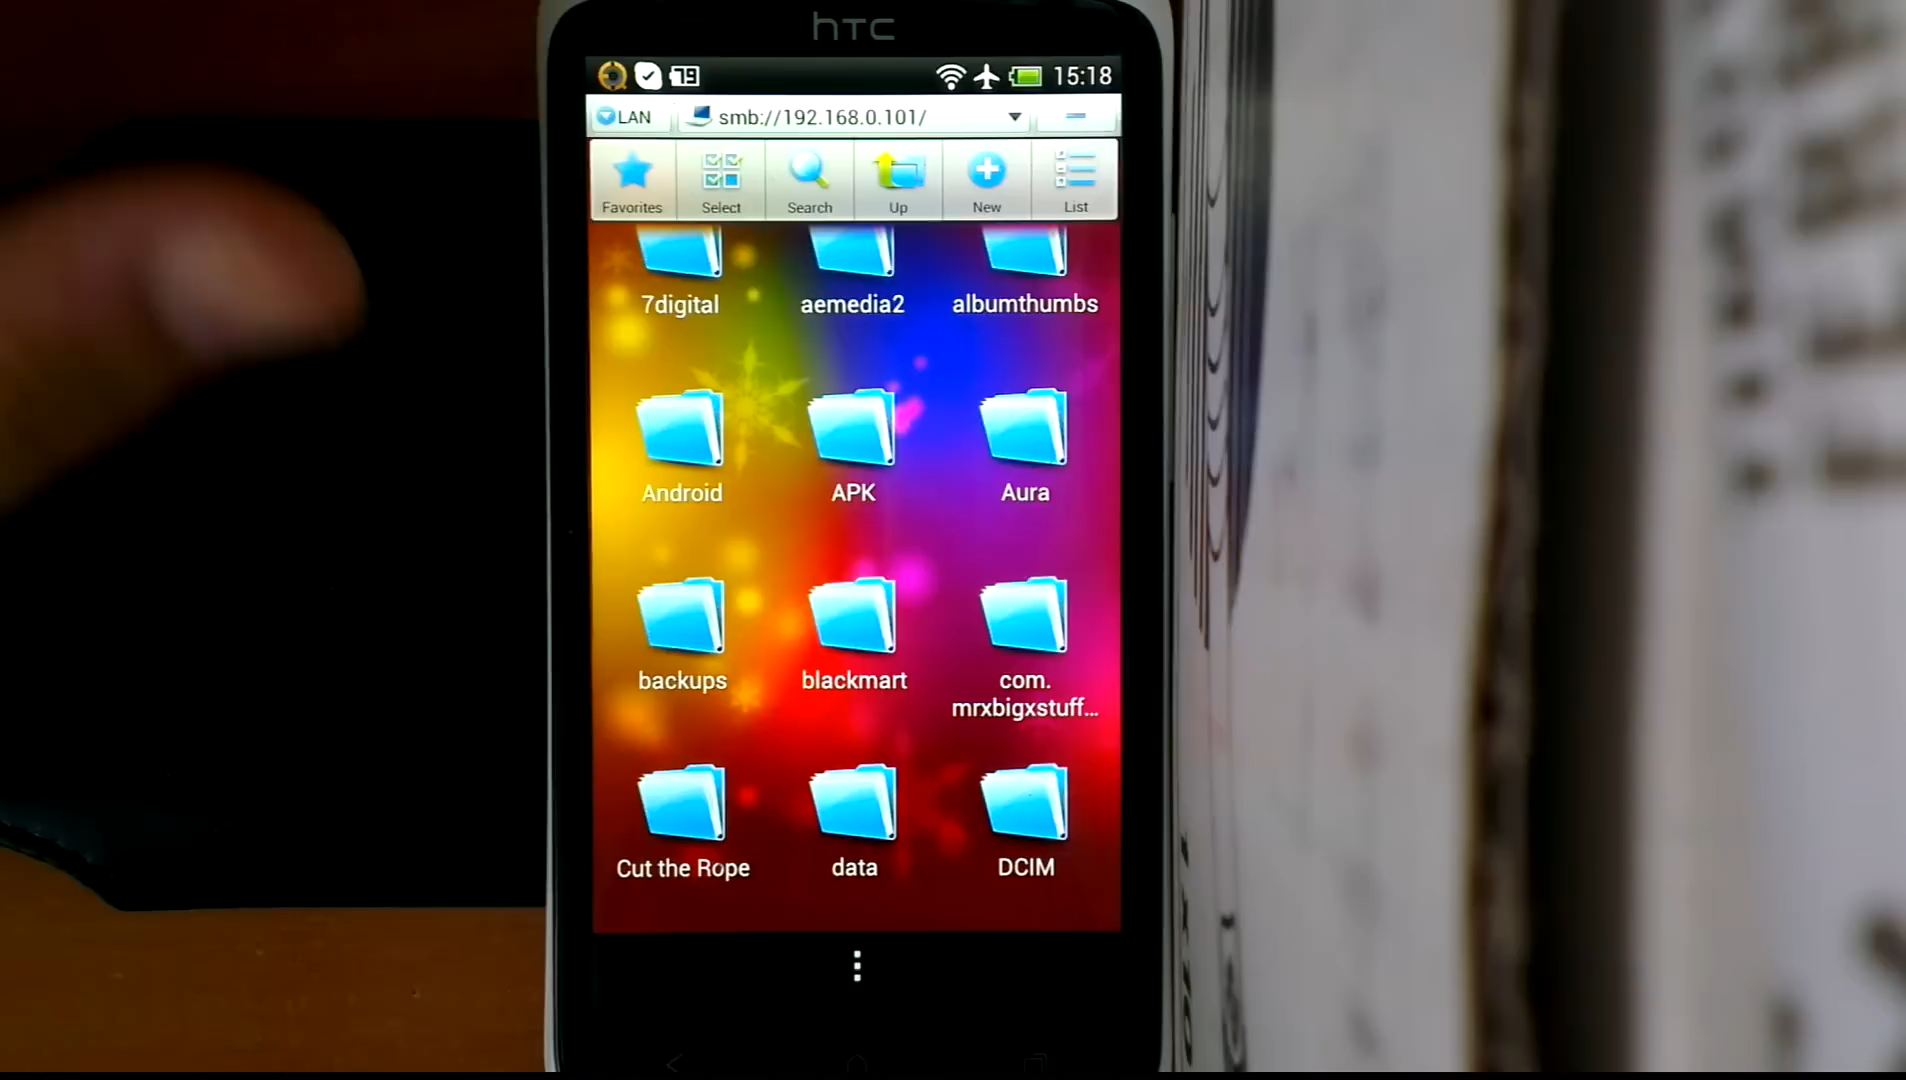 hTC
79
15:18
LAN
smb://192.168.0.101/
Favorites
Select
Search
Up
New
List
7digital
aemedia2
albumthumbs
Android
APK
Aura
backups
blackmart
com.
mrxbigxstuff...
Cut the Rope
data
DCIM